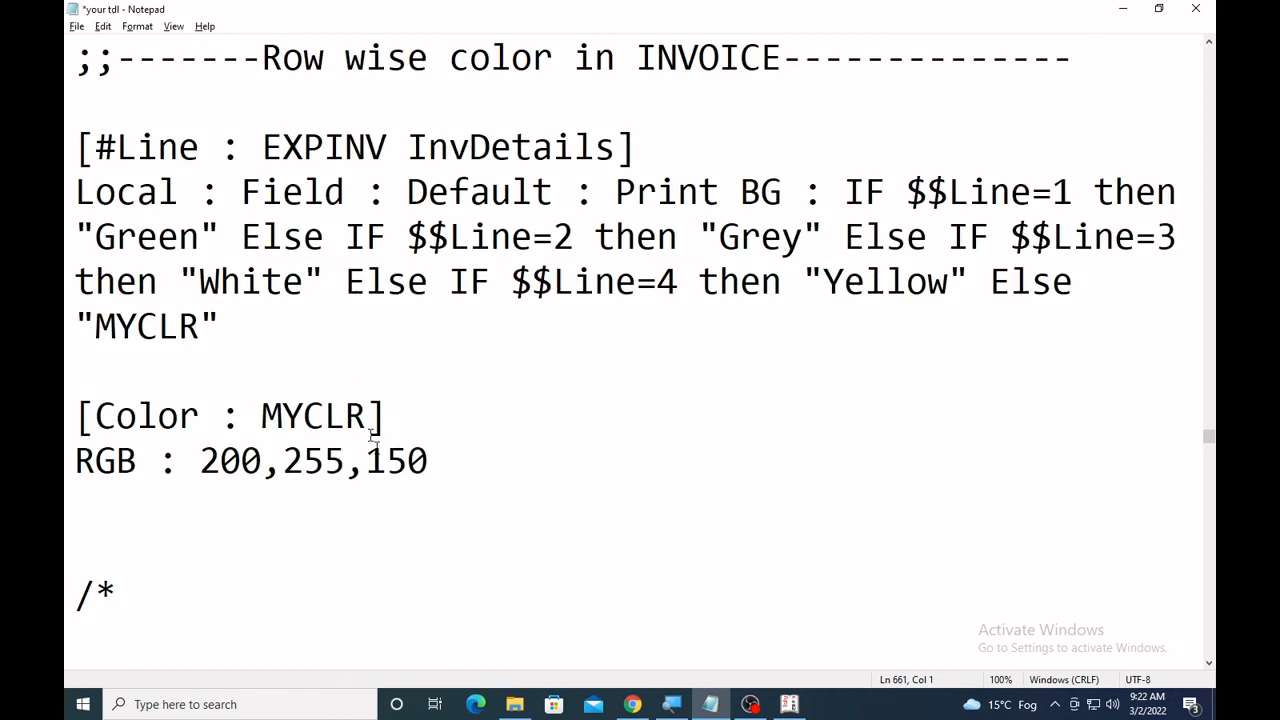 *your tdl - Notepad
File Edit Format View Help
;;-------Row wise color in INVOICE--------------
[#Line : EXPINV InvDetails]
Local : Field : Default : Print BG : IF $$Line=1 then
"Green" Else IF $$Line=2 then "Grey" Else IF $$Line=3
then "White" Else IF $$Line=4 then "Yellow" Else
"MYCLR"
[Color : MYCLR]
RGB : 200,255,150
/*
Activate Windows
Go to Settings to activate Windows.
Ln 661, Col 1 100% Windows (CRLF) UTF-8
Type here to search 15°C Fog 9:22 AM
3/2/2022 3